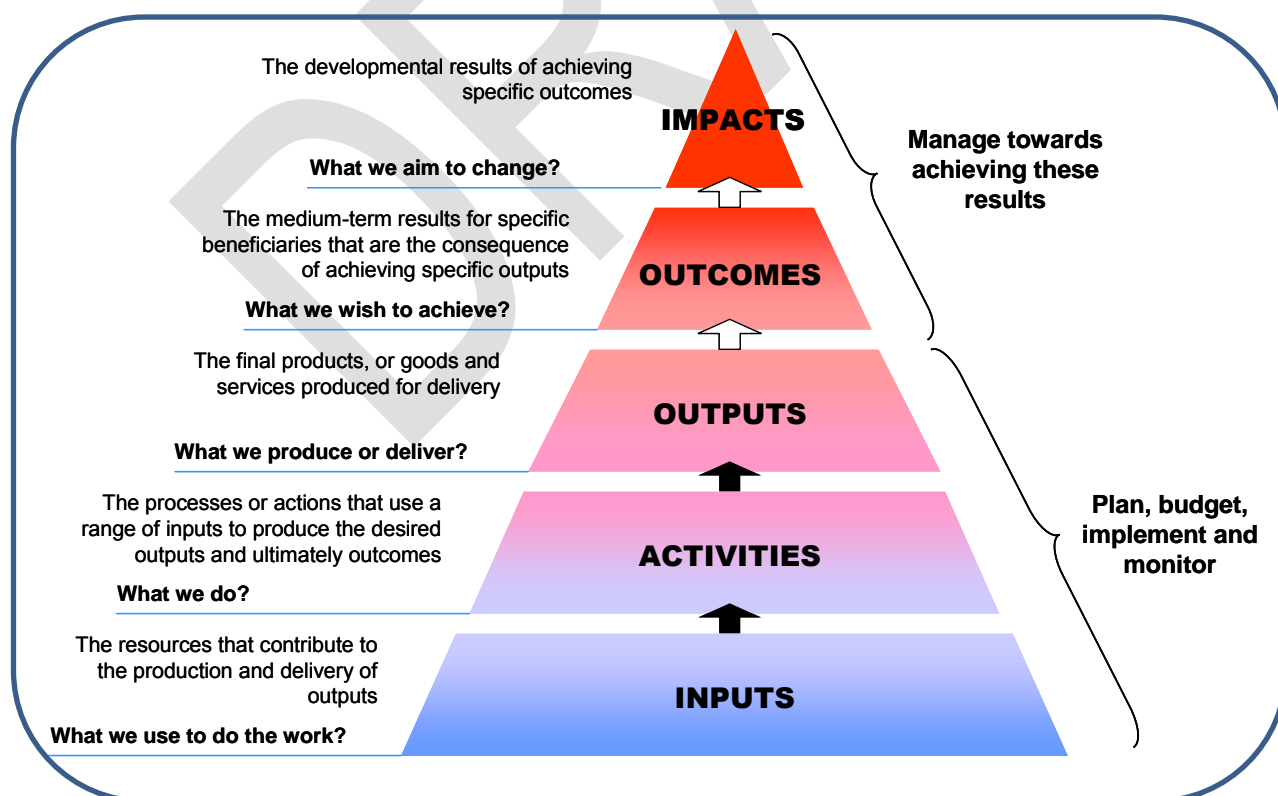 The developmental results of achieving
specific outcomes
IMPACTS
What we aim to change?
Manage towards
achieving these
results
The medium-term results for specific
beneficiaries that are the consequence
of achieving specific outputs
OUTCOMES
What we wish to achieve?
The final products, or goods and
services produced for delivery
OUTPUTS
What we produce or deliver?
The processes or actions that use a
range of inputs to produce the desired
outputs and ultimately outcomes
ACTIVITIES
What we do?
Plan, budget,
implement and
monitor
The resources that contribute to
the production and delivery of
outputs
INPUTS
What we use to do the work?